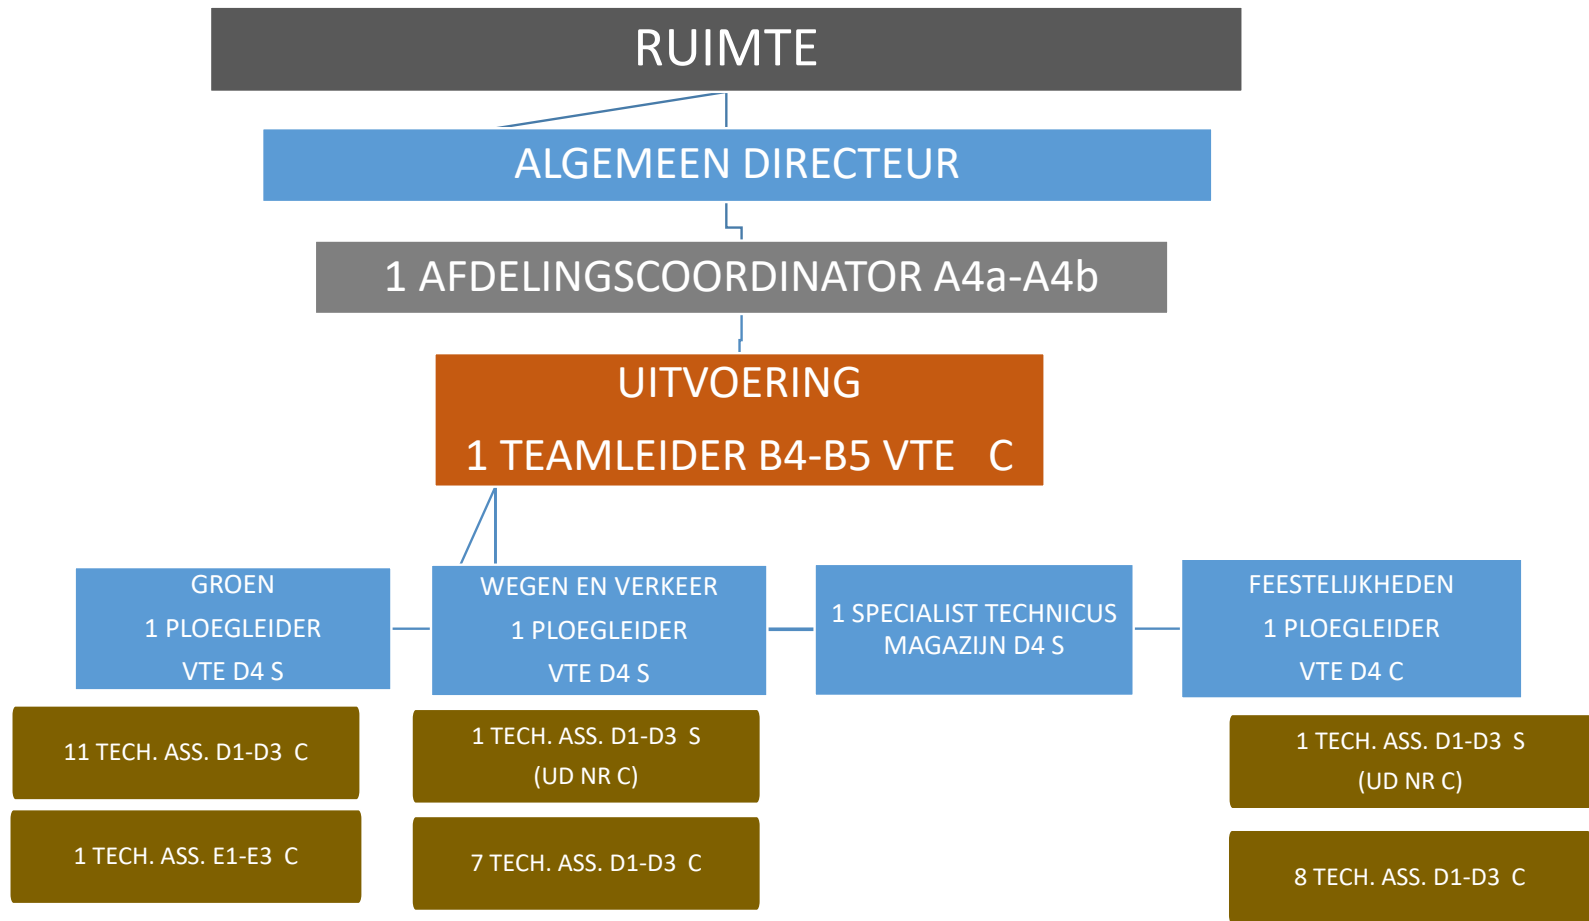 RUIMTE
ALGEMEEN DIRECTEUR
1 AFDELINGSCOORDINATOR A4a-A4b
UITVOERING
1 TEAMLEIDER B4-B5 VTE C
GROEN
1 PLOEGLEIDER
VTE D4 S
WEGEN EN VERKEER
1 PLOEGLEIDER
VTE D4 S
1 SPECIALIST TECHNICUS
MAGAZIJN D4 S
FEESTELIJKHEDEN
1 PLOEGLEIDER
VTE D4 C
11 TECH. ASS. D1-D3 C
1 TECH. ASS. E1-E3 C
1 TECH. ASS. D1-D3 S
(UD NR C)
7 TECH. ASS. D1-D3 C
1 TECH. ASS. D1-D3 S
(UD NR C)
8 TECH. ASS. D1-D3 C